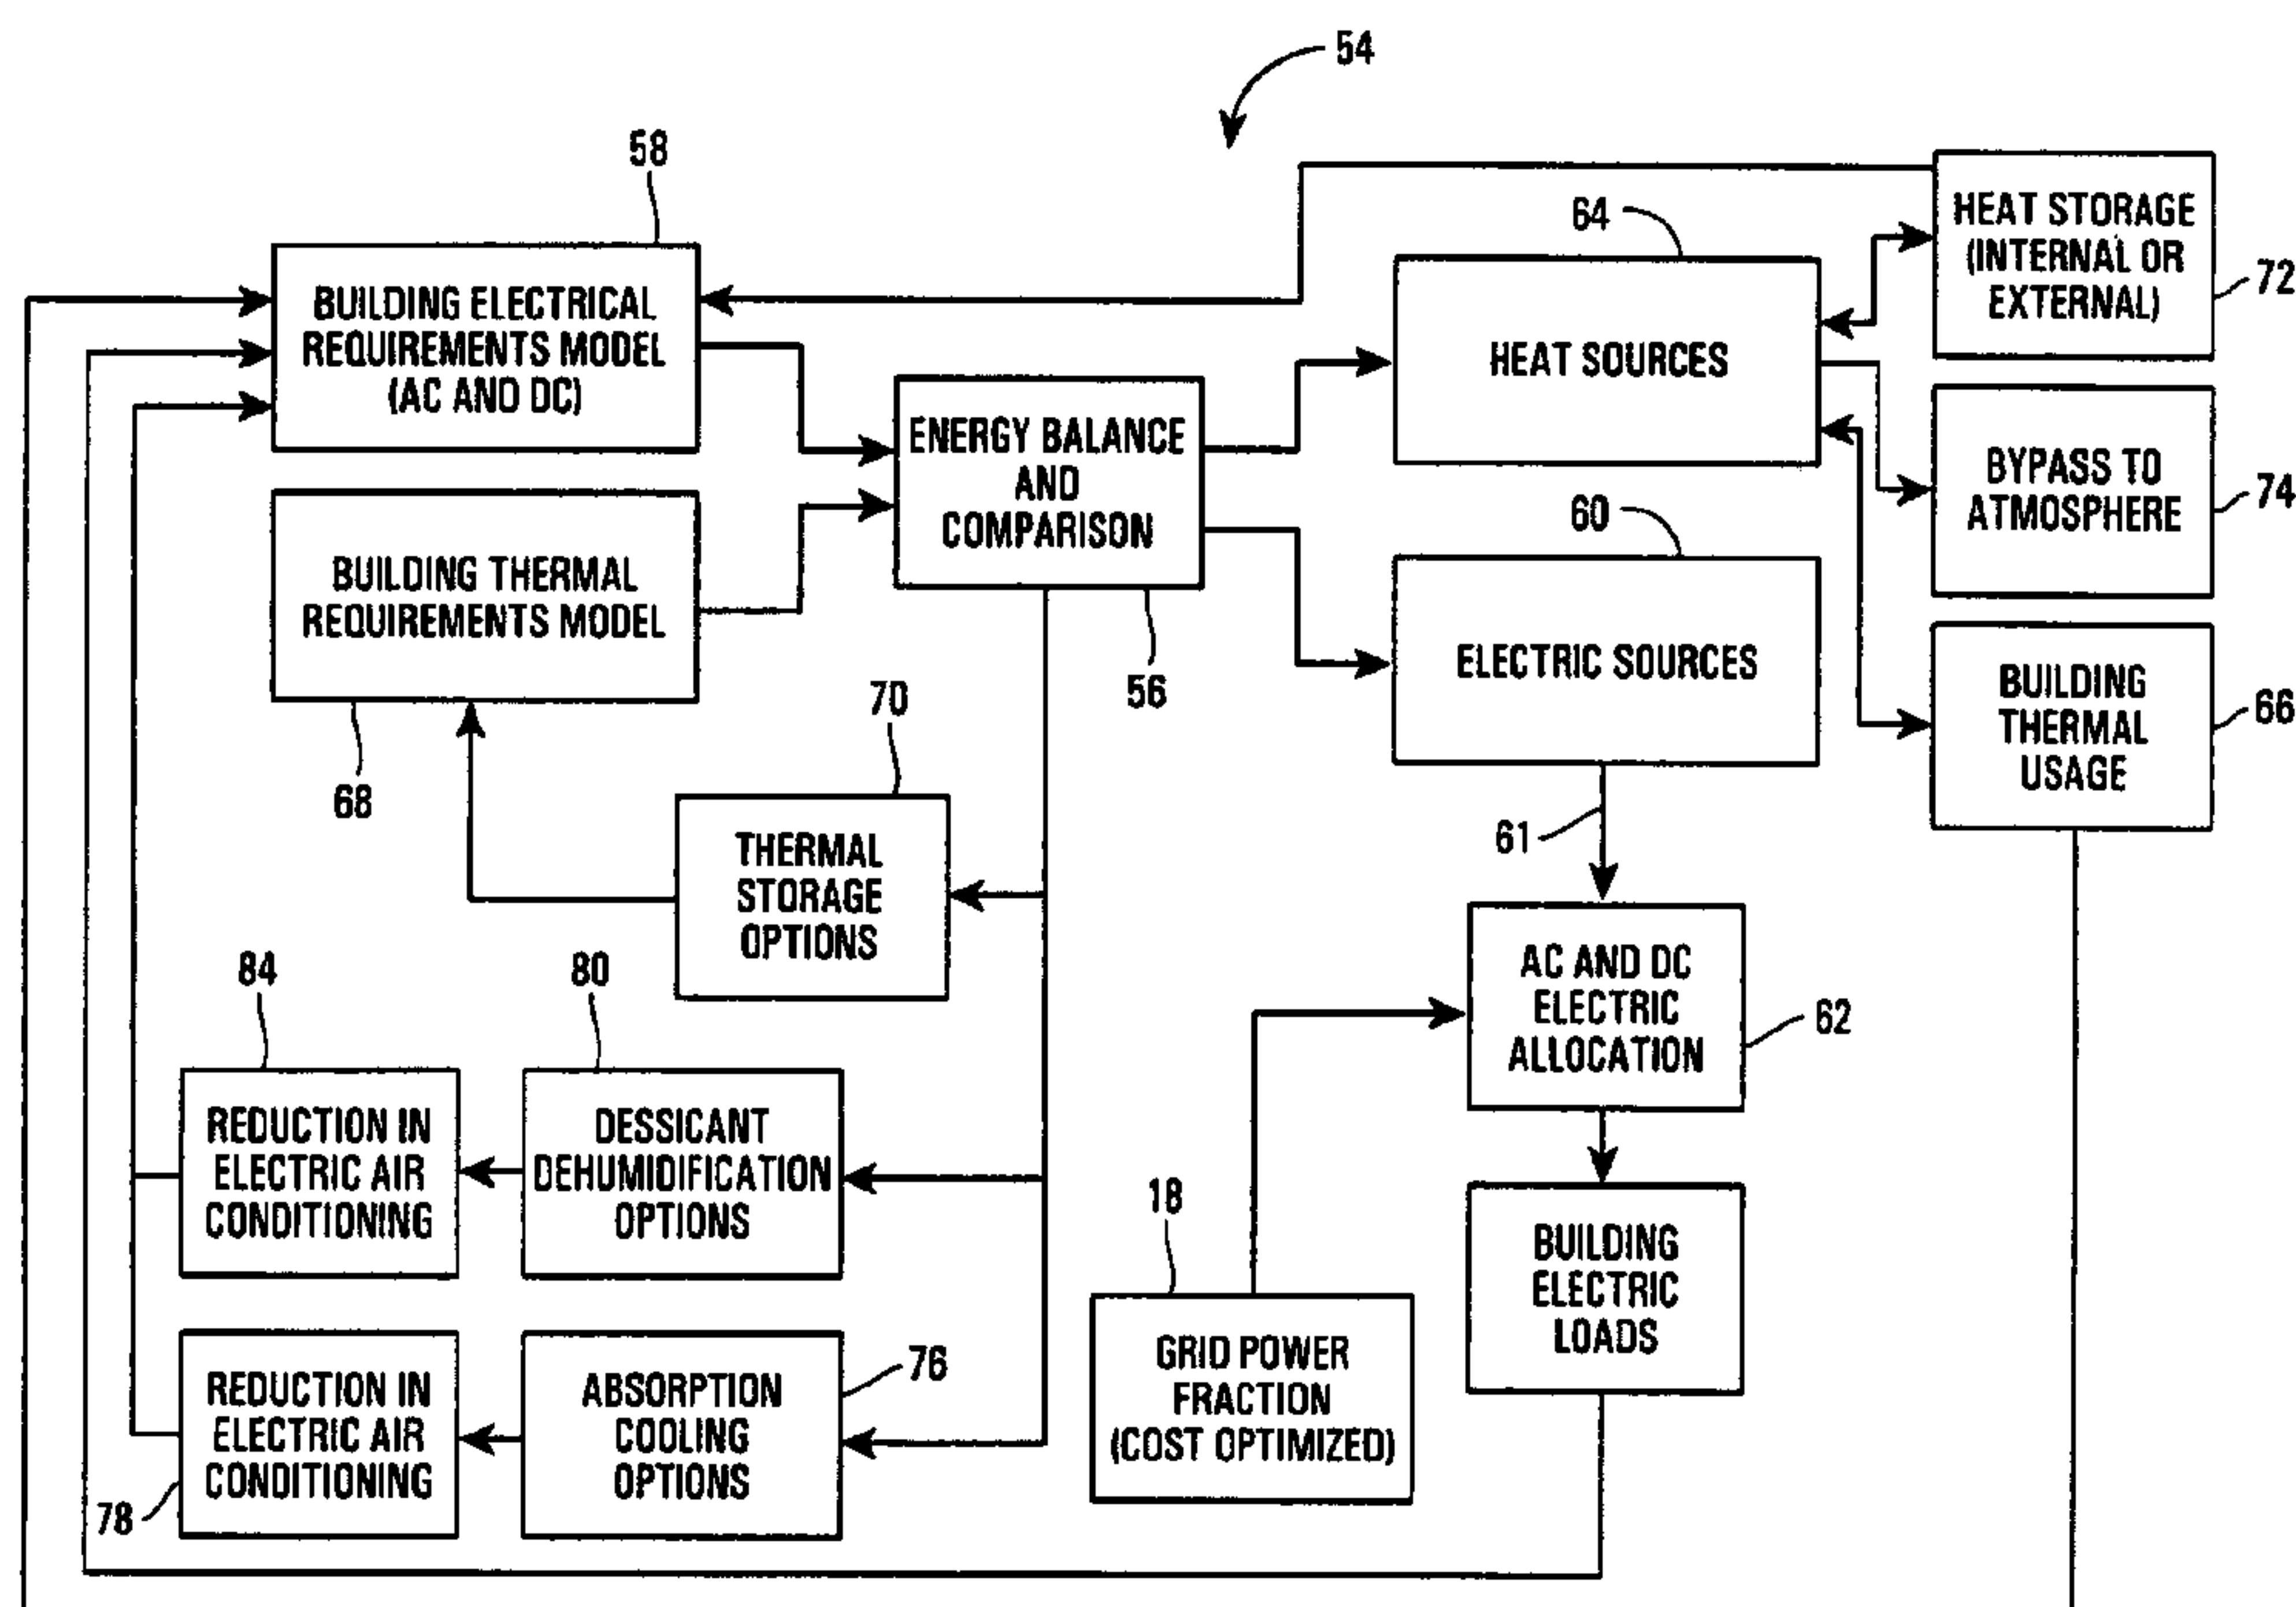 54
58
BUILDING ELECTRICAL
REQUIREMENTS MODEL
(AC AND DC)
64
HEAT STORAGE
(INTERNAL OR
EXTERNAL)
72
HEAT SOURCES
ENERGY BALANCE
AND
COMPARISON
56
BYPASS TO
ATMOSPHERE
74
BUILDING THERMAL
REQUIREMENTS MODEL
68
60
ELECTRIC SOURCES
61
BUILDING
THERMAL
USAGE
66
70
THERMAL
STORAGE
OPTIONS
AC AND DC
ELECTRIC
ALLOCATION
62
84
REDUCTION IN
ELECTRIC AIR
CONDITIONING
80
DESSICANT
DEHUMIDIFICATION
OPTIONS
18
GRID POWER
FRACTION
(COST OPTIMIZED)
BUILDING
ELECTRIC
LOADS
REDUCTION IN
ELECTRIC AIR
CONDITIONING
78
ABSORPTION
COOLING
OPTIONS
76